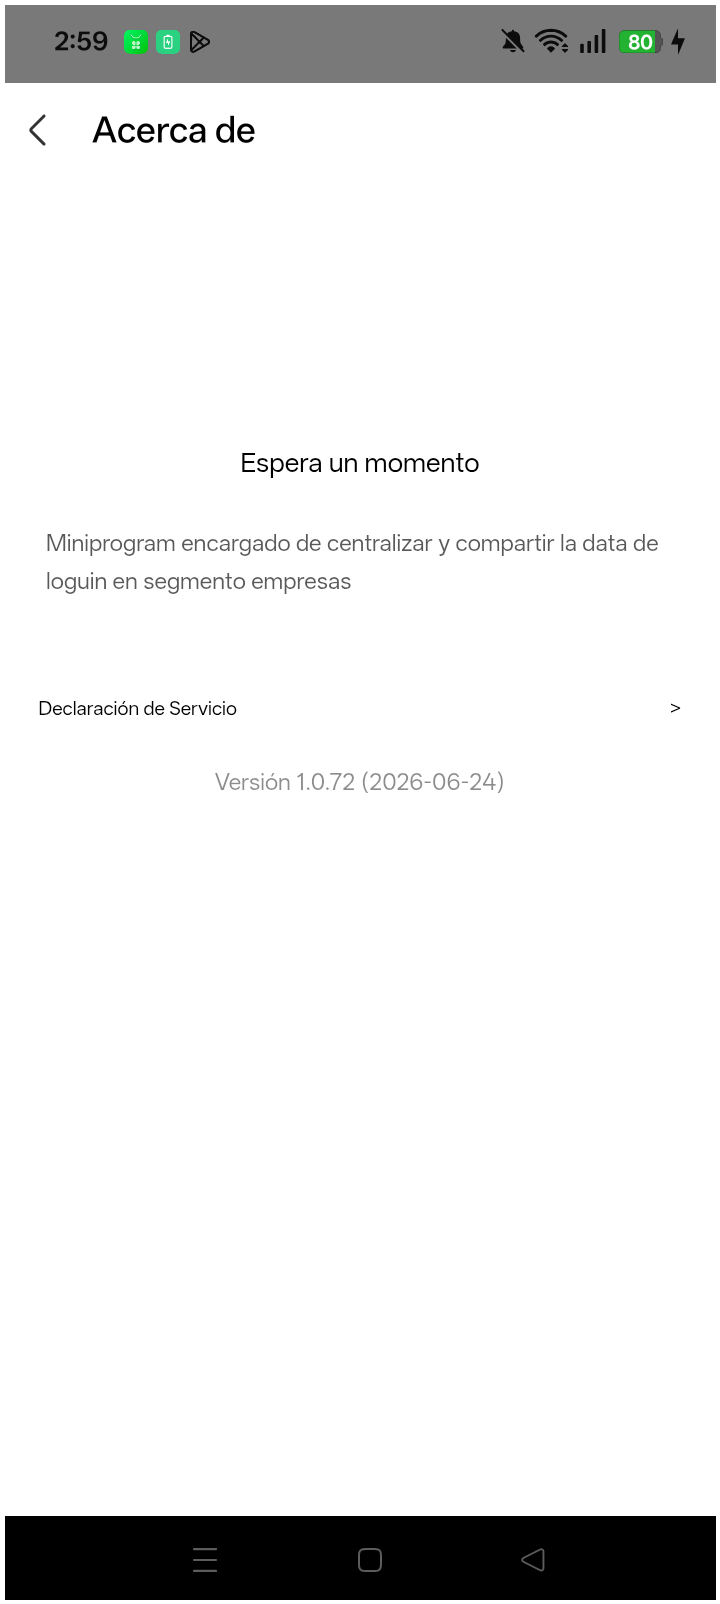 2:59
80
Acerca de
Espera un momento
Miniprogram encargado de centralizar y compartir la data de
loguin en segmento empresas
Declaración de Servicio >
Versión 1.0.72 (2026-06-24)